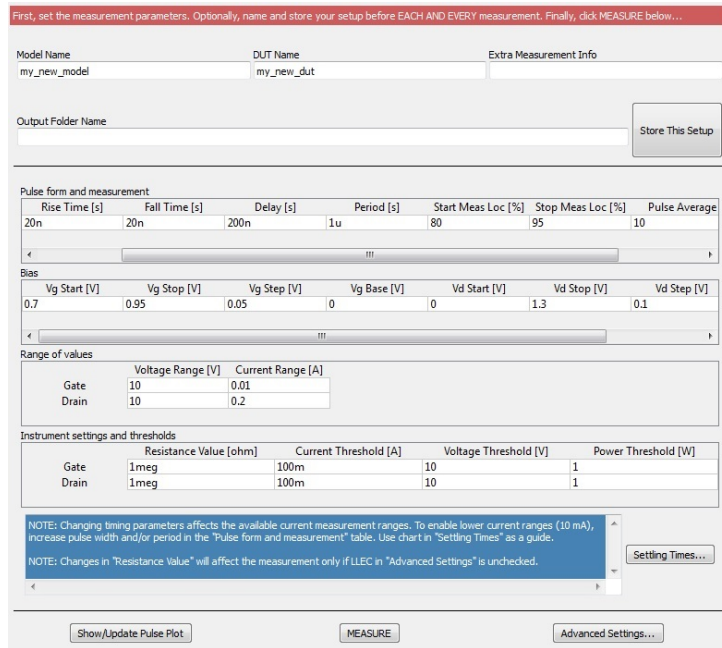 First, set the measurement parameters. Optionally, name and store your setup before EACH AND EVERY measurement. Finally, click MEASURE below...
Model Name DUT Name Extra Measurement Info
my_new_model my_new_dut
Output Folder Name
Store This Setup
Pulse form and measurement
Rise Time [s] Fall Time [s] Delay [s] Period [s] Start Meas Loc [%] Stop Meas Loc [%] Pulse Average
20n 20n 200n 1u 80 95 10
Bias
Vg Start [V] Vg Stop [V] Vg Step [V] Vg Base [V] Vd Start [V] Vd Stop [V] Vd Step [V]
0.7 0.95 0.05 0 0 1.3 0.1
Range of values
Voltage Range [V] Current Range [A]
Gate 10 0.01
Drain 10 0.2
Instrument settings and thresholds
Resistance Value [ohm] Current Threshold [A] Voltage Threshold [V] Power Threshold [W]
Gate 1meg 100m 10 1
Drain 1meg 100m 10 1
NOTE: Changing timing parameters affects the available current measurement ranges. To enable lower current ranges (10 mA),
increase pulse width and/or period in the "Pulse form and measurement" table. Use chart in "Settling Times" as a guide.
NOTE: Changes in "Resistance Value" will affect the measurement only if LLEC in "Advanced Settings" is unchecked.
Settling Times...
Show/Update Pulse Plot MEASURE Advanced Settings...